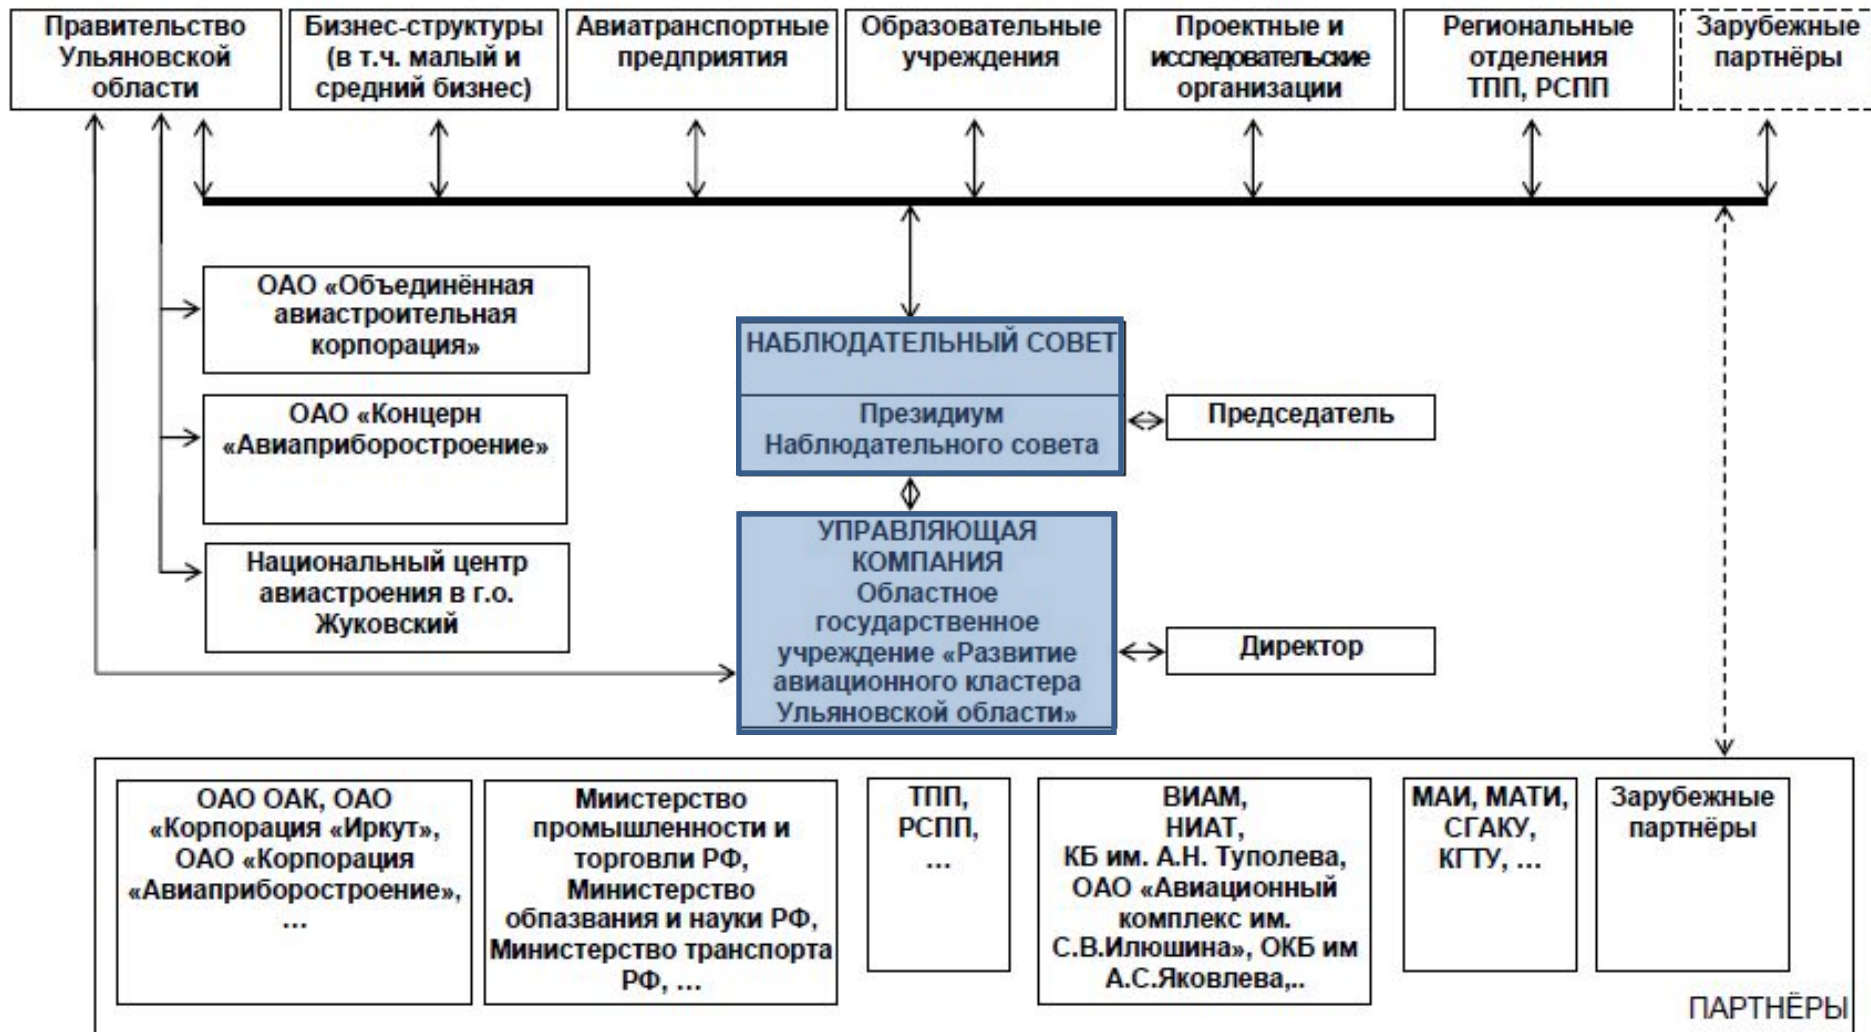 Правительство
Ульяновской
области
Бизнес-структуры
(в т.ч. малый и
средний бизнес)
Авиатранспортные
предприятия
Образовательные
учреждения
Проектные и
исследовательские
организации
Региональные
отделения
ТПП, РСПП
Зарубежные
партнёры
ОАО «Объединённая
авиастроительная
корпорация»
ОАО «Концерн
«Авиаприборостроение»
Национальный центр
авиастроения в г.о.
Жуковский
НАБЛЮДАТЕЛЬНЫЙ СОВЕТ
Президиум
Наблюдательного совета
Председатель
УПРАВЛЯЮЩАЯ
КОМПАНИЯ
Областное
государственное
учреждение «Развитие
авиационного кластера
Ульяновской области»
Директор
ОАО ОАК, ОАО
«Корпорация «Иркут»,
ОАО «Корпорация
«Авиаприборостроение»,
...
Миистерство
промышленности и
торговли РФ,
Министерство
обпазвания и науки РФ,
Министерство транспорта
РФ, ...
ТПП,
РСПП,
...
ВИАМ,
НИАТ,
КБ им. А.Н. Туполева,
ОАО «Авиационный
комплекс им.
С.В.Илюшина», ОКБ им
А.С.Яковлева,..
МАИ, МАТИ,
СГАКУ,
КГТУ, ...
Зарубежные
партнёры
ПАРТНЁРЫ